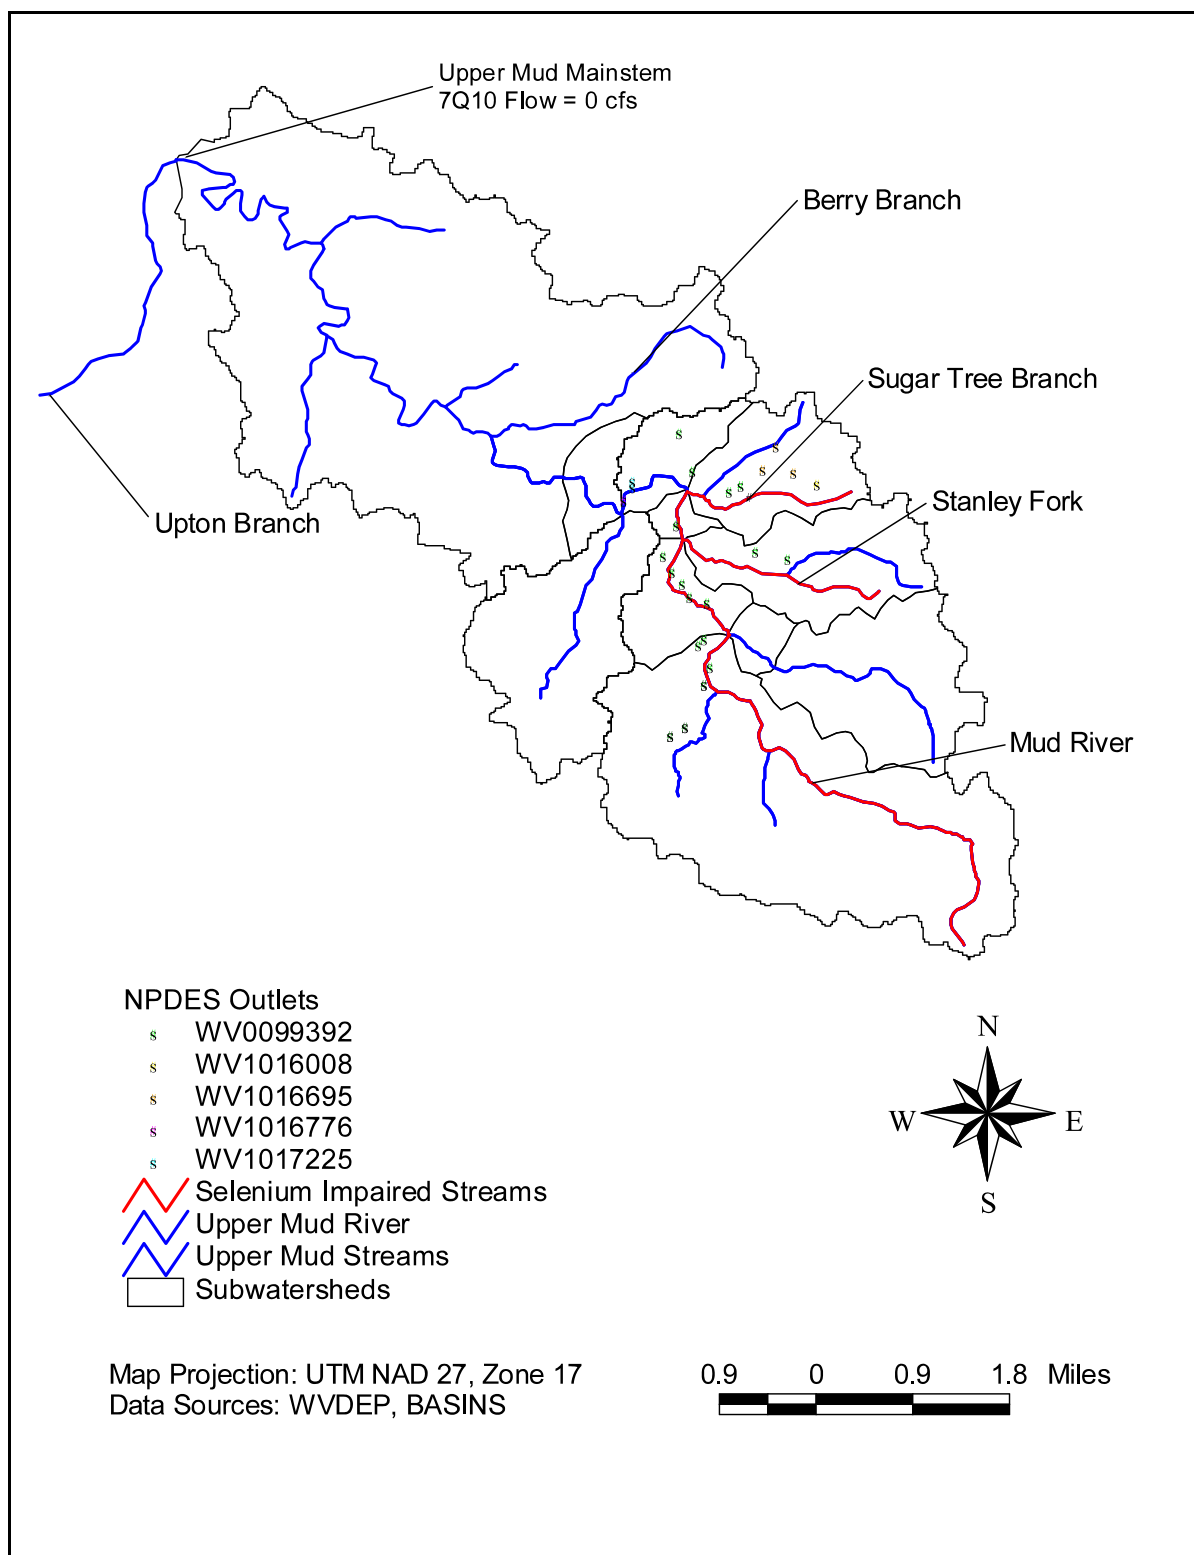 Upper Mud Mainstem
7Q10 Flow = 0 cfs
Berry Branch
Sugar Tree Branch
Stanley Fork
Upton Branch
Mud River
NPDES Outlets
s WV0099392
s WV1016008
s WV1016695
s WV1016776
s WV1017225
Selenium Impaired Streams
Upper Mud River
Upper Mud Streams
Subwatersheds
N
W
E
S
Map Projection: UTM NAD 27, Zone 17
Data Sources: WVDEP, BASINS
0.9 0 0.9 1.8 Miles